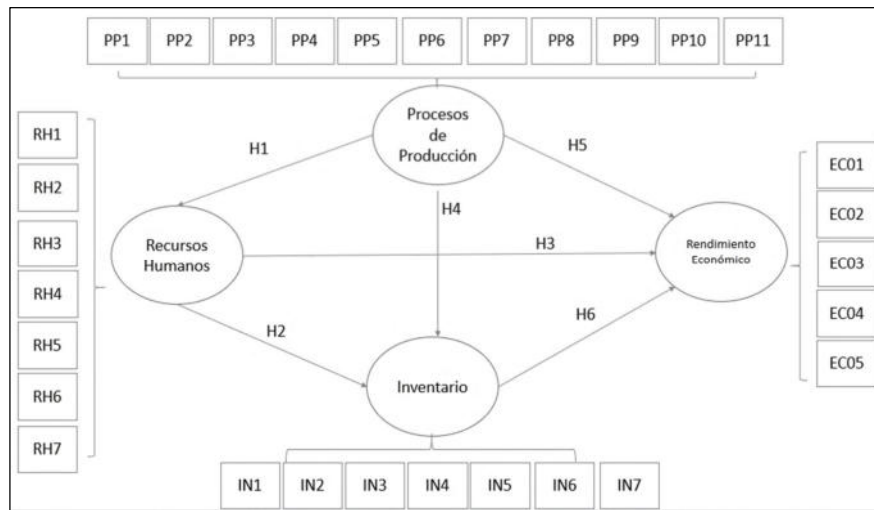 PP1 PP2 PP3 PP4 PP5 PP6 PP7 PP8 PP9 PP10 PP11
Procesos
de
Producción
RH1
RH2
RH3
RH4
RH5
RH6
RH7
H1
H5
H4
Recursos
Humanos
H3
Rendimiento
Económico
EC01
EC02
EC03
EC04
EC05
H2
H6
Inventario
IN1 IN2 IN3 IN4 IN5 IN6 IN7